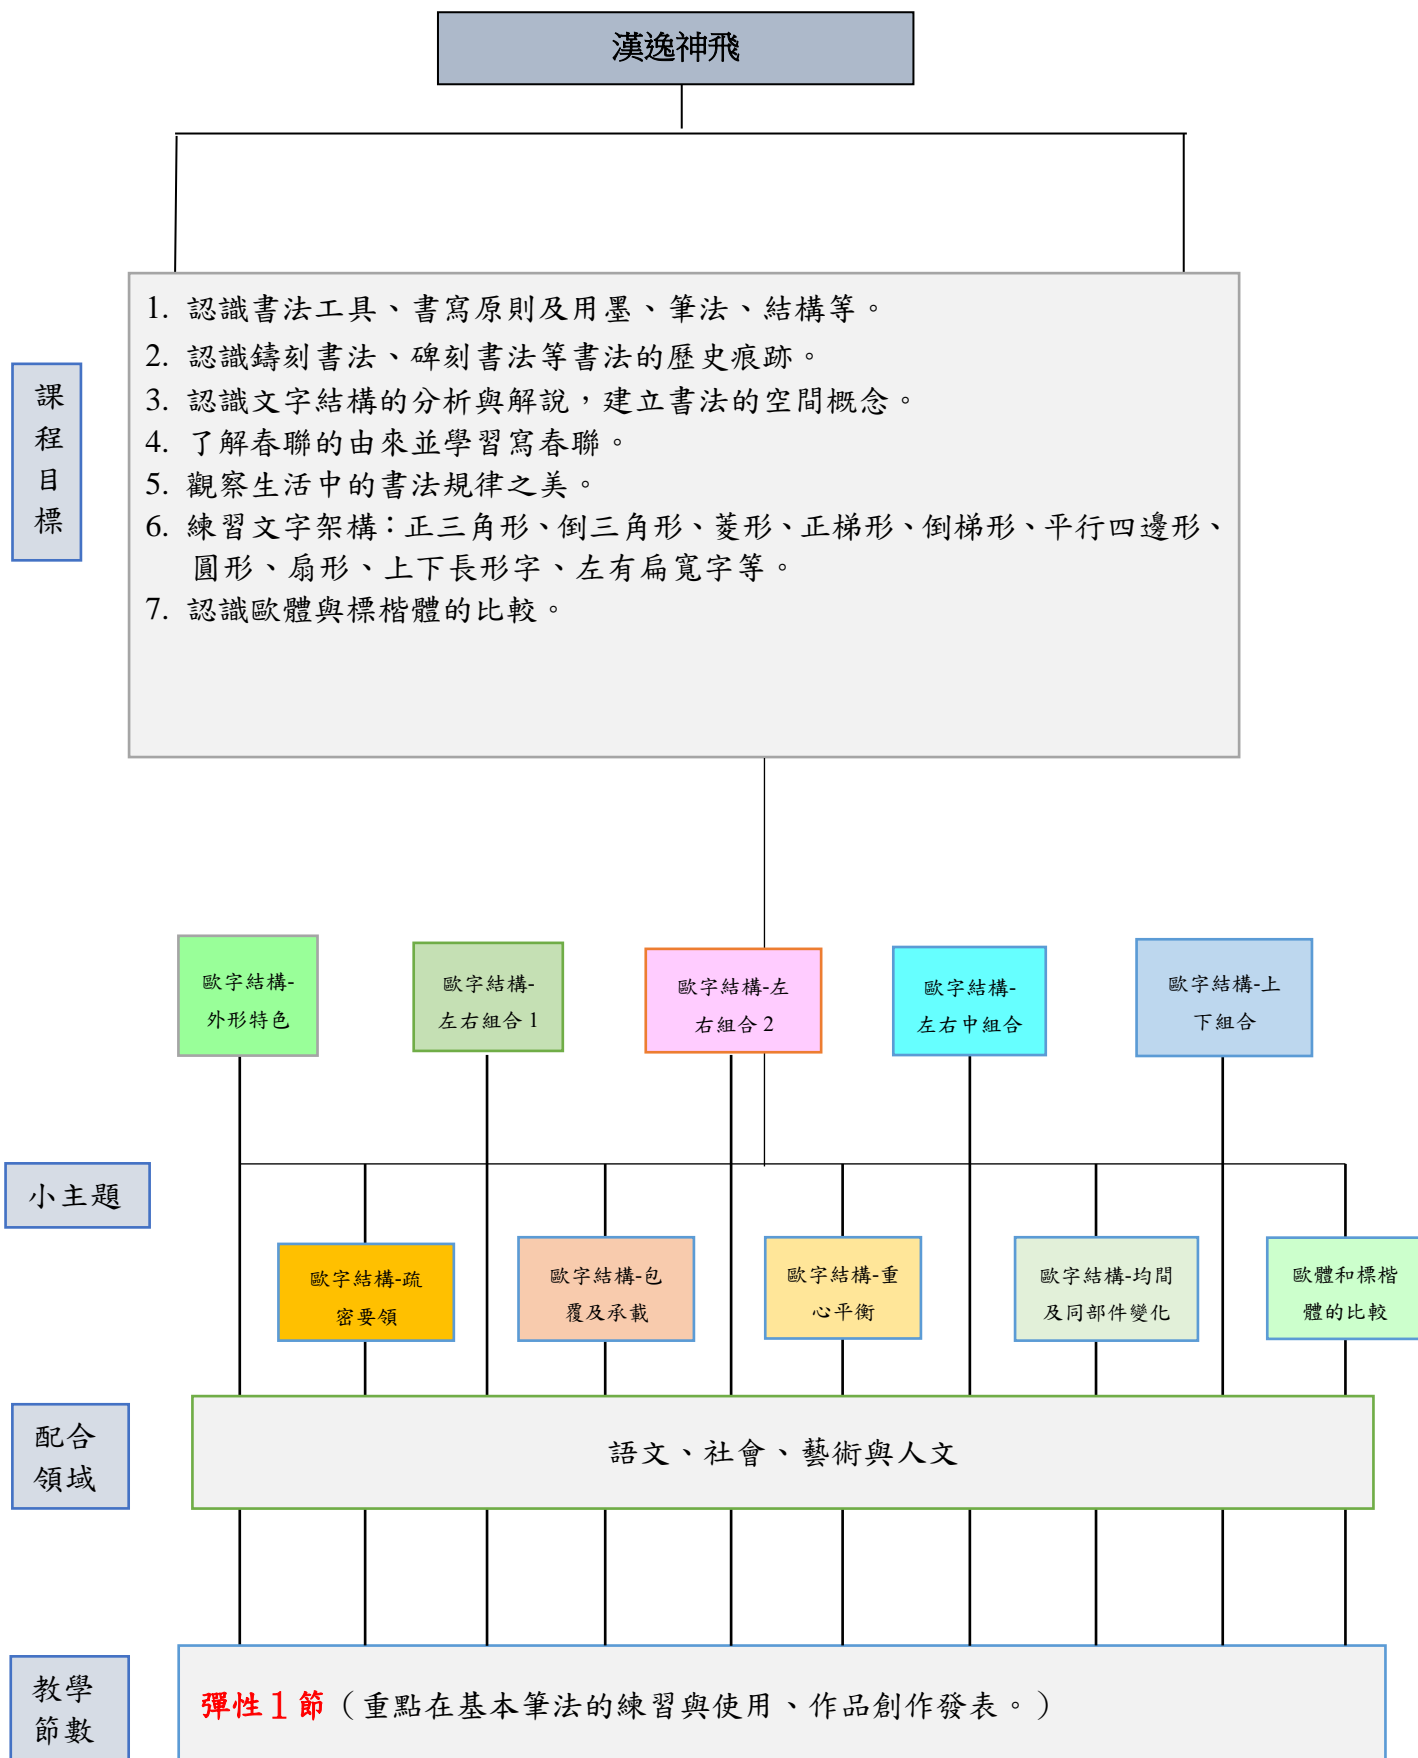 漢逸神飛
課程目標
1. 認識書法工具、書寫原則及用墨、筆法、結構等。
2. 認識鑄刻書法、碑刻書法等書法的歷史痕跡。
3. 認識文字結構的分析與解說，建立書法的空間概念。
4. 了解春聯的由來並學習寫春聯。
5. 觀察生活中的書法規律之美。
6. 練習文字架構：正三角形、倒三角形、菱形、正梯形、倒梯形、平行四邊形、
圓形、扇形、上下長形字、左有扁寬字等。
7. 認識歐體與標楷體的比較。
歐字結構-
外形特色
歐字結構-
左右組合 1
歐字結構-左
右組合 2
歐字結構-
左右中組合
歐字結構-上
下組合
小主題
歐字結構-疏
密要領
歐字結構-包
覆及承載
歐字結構-重
心平衡
歐字結構-均間
及同部件變化
歐體和標楷
體的比較
配合
領域
語文、社會、藝術與人文
教學
節數
彈性１節（重點在基本筆法的練習與使用、作品創作發表。）